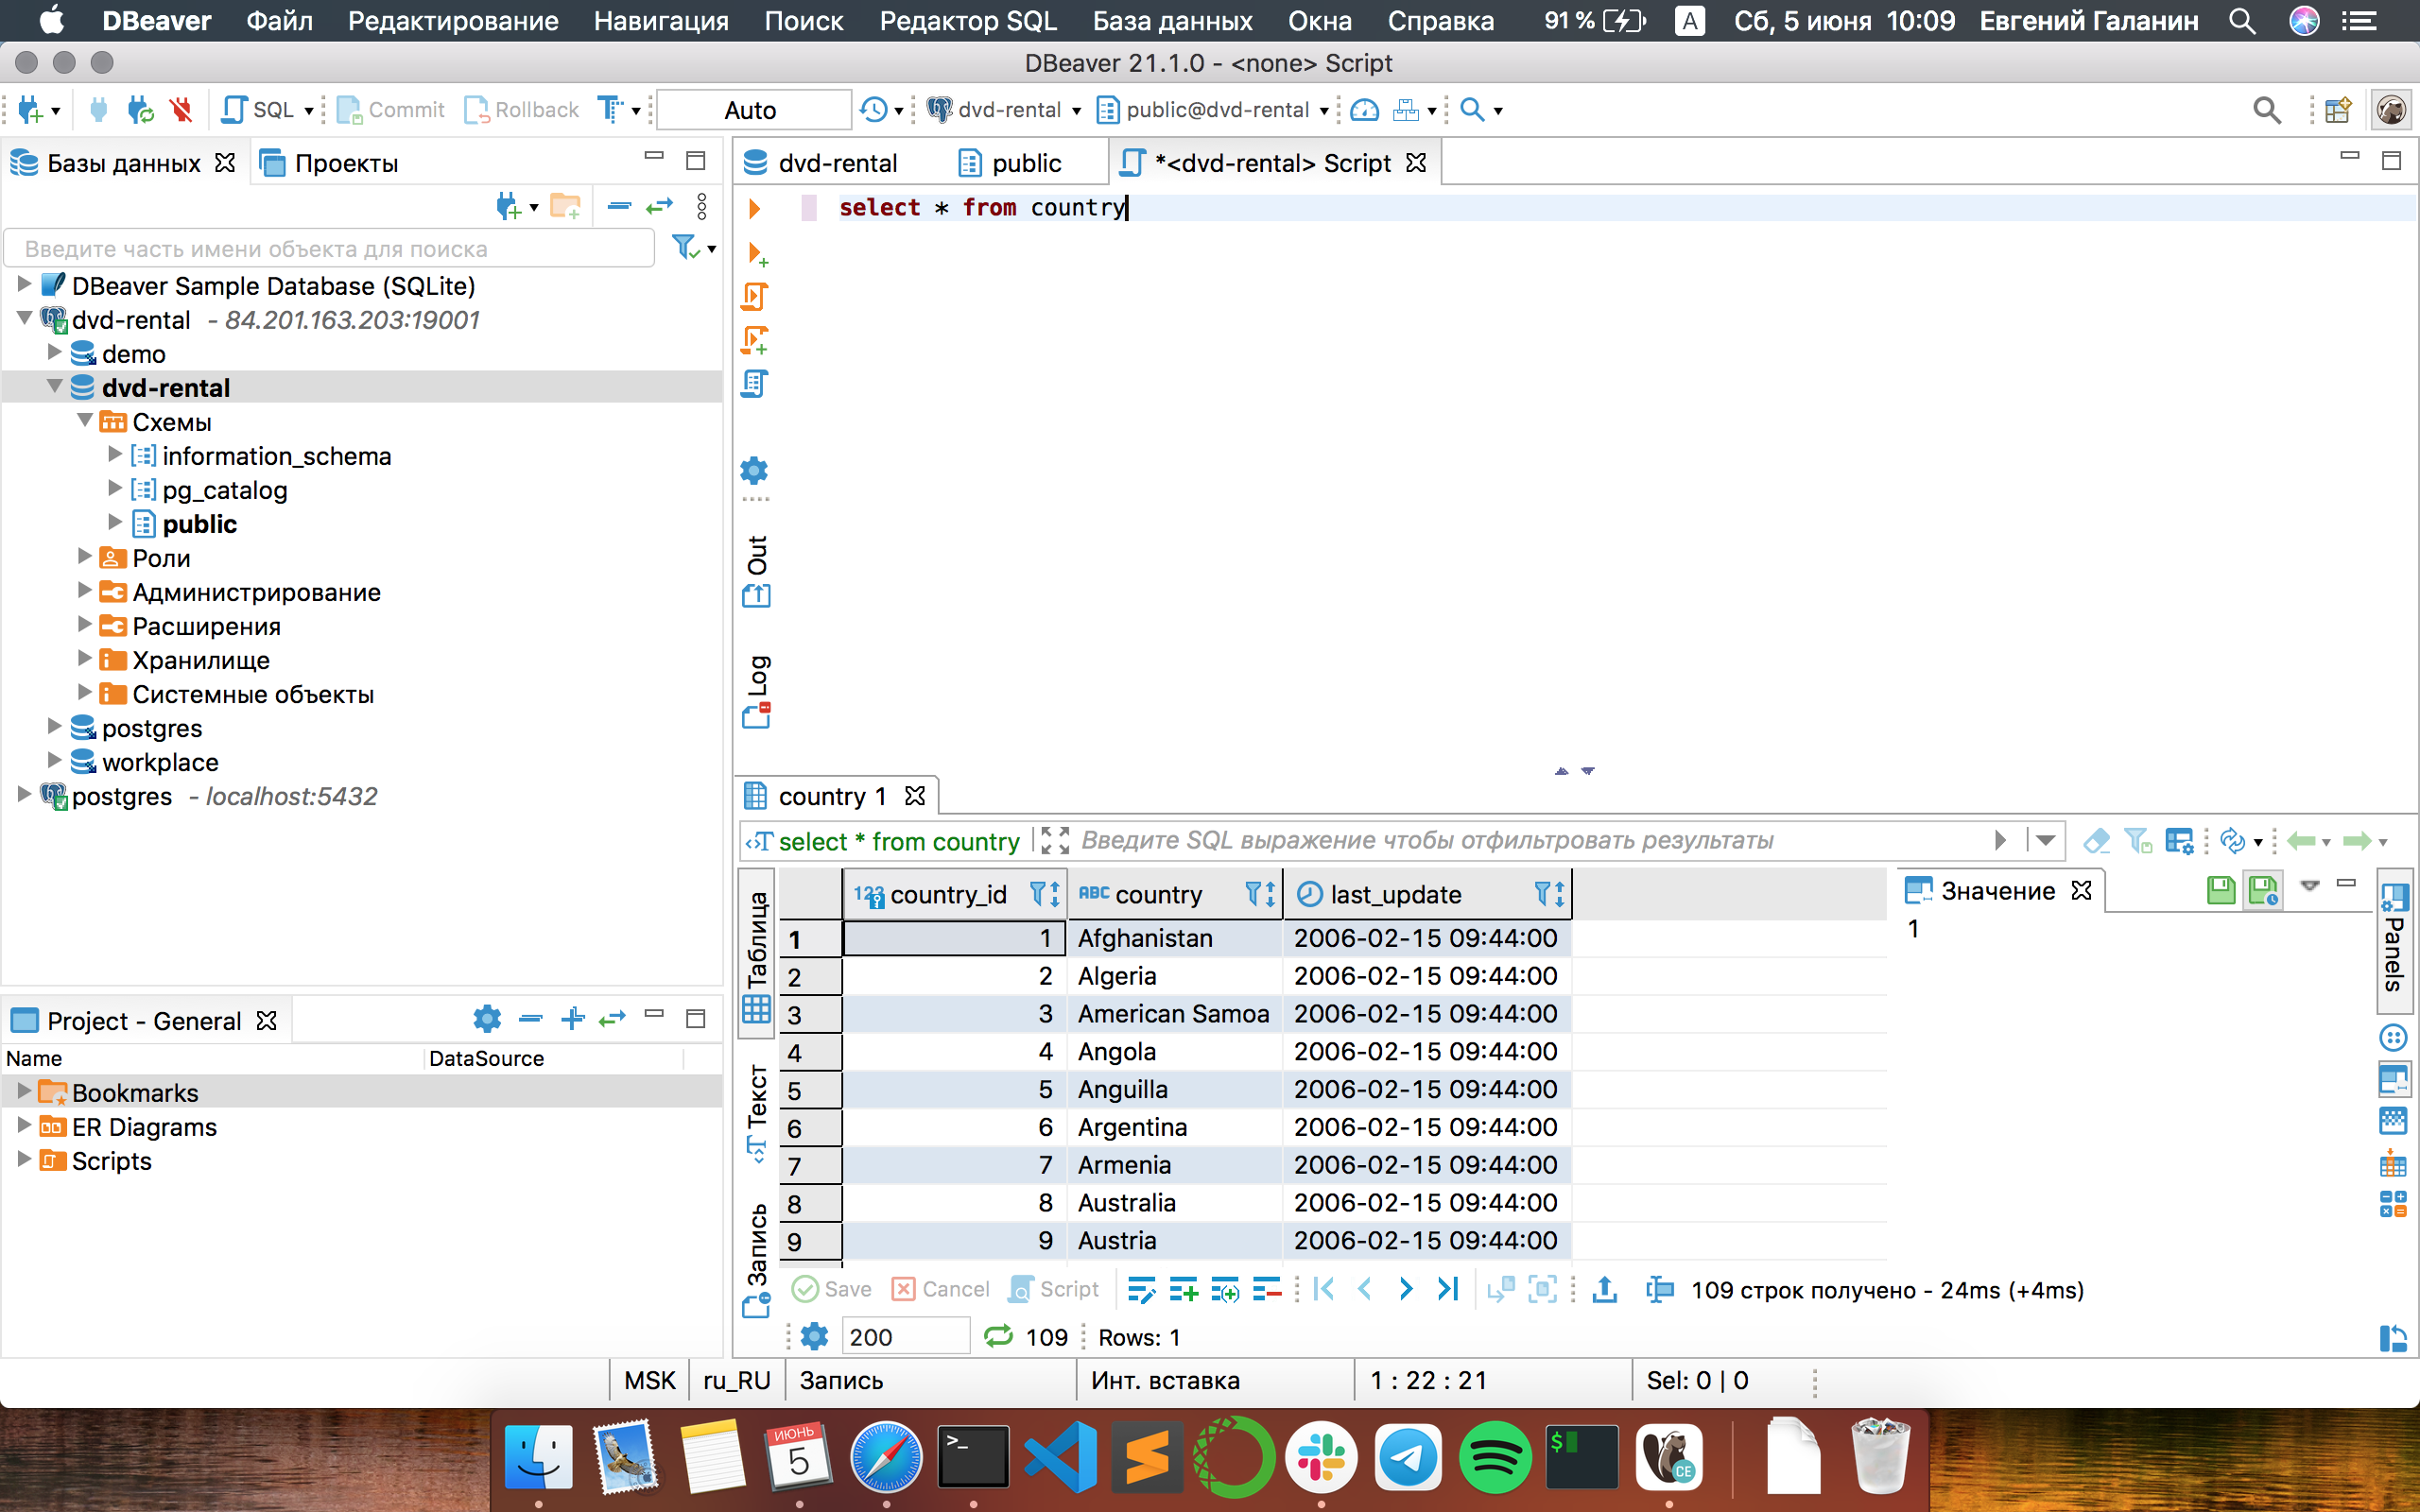 DBeaver Файл Редактирование Навигация Поиск Редактор SQL База данных Окна Справка 91 % A Сб, 5 июня 10:09 Евгений Галанин
DBeaver 21.1.0 - <none> Script
SQL Commit Rollback Auto dvd-rental public@dvd-rental
Базы данных Проекты
Введите часть имени объекта для поиска
DBeaver Sample Database (SQLite)
dvd-rental - 84.201.163.203:19001
demo
dvd-rental
Схемы
information_schema
pg_catalog
public
Роли
Администрирование
Расширения
Хранилище
Системные объекты
postgres
workplace
postgres - localhost:5432
Project - General
Name DataSource
Bookmarks
ER Diagrams
Scripts
dvd-rental public *<dvd-rental> Script
select * from country
Out
Log
country 1
select * from country Введите SQL выражение чтобы отфильтровать результаты
Таблица
Текст
Запись
123 country_id ABC country last_update
1 1 Afghanistan 2006-02-15 09:44:00
2 2 Algeria 2006-02-15 09:44:00
3 3 American Samoa 2006-02-15 09:44:00
4 4 Angola 2006-02-15 09:44:00
5 5 Anguilla 2006-02-15 09:44:00
6 6 Argentina 2006-02-15 09:44:00
7 7 Armenia 2006-02-15 09:44:00
8 8 Australia 2006-02-15 09:44:00
9 9 Austria 2006-02-15 09:44:00
Значение
1
Panels
Save Cancel Script 109 строк получено - 24ms (+4ms)
200 109 Rows: 1
MSK ru_RU Запись Инт. вставка 1 : 22 : 21 Sel: 0 | 0
ИЮНЬ
5
CE